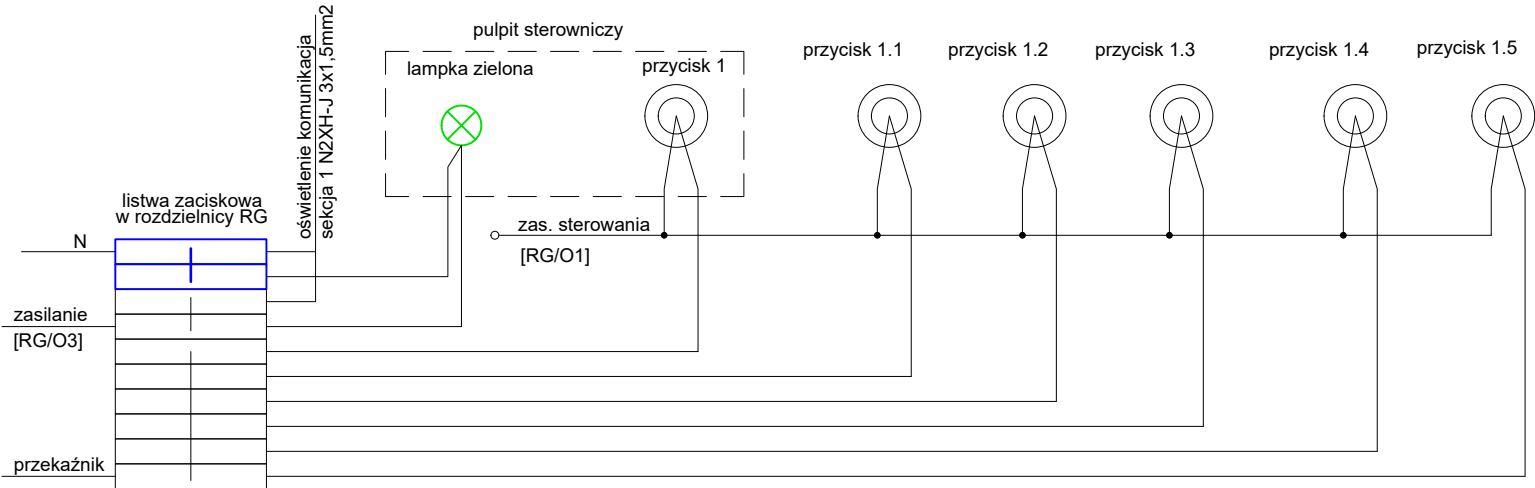 pulpit sterowniczy
lampka zielona
przycisk 1
przycisk 1.1
przycisk 1.2
przycisk 1.3
przycisk 1.4
przycisk 1.5
oświetlenie komunikacja
sekcja 1 N2XH-J 3x1,5mm2
listwa zaciskowa
w rozdzielnicy RG
N
zas. sterowania
[RG/O1]
zasilanie
[RG/O3]
przekaźnik